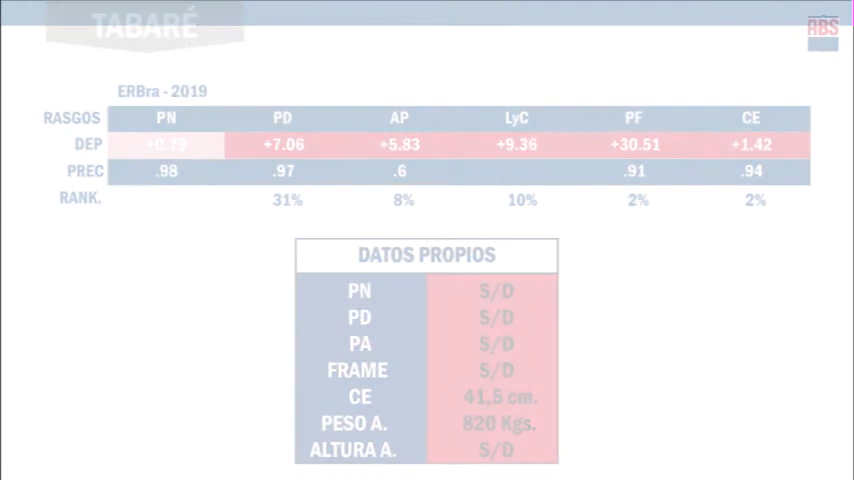 TABARÉ
ABS
ERBra - 2019
RASGOS PN PD AP LyC PF CE
DEP +0.79 +7.06 +5.83 +9.36 +30.51 +1.42
PREC .98 .97 .6 .91 .94
RANK. 31% 8% 10% 2% 2%
DATOS PROPIOS
PN S/D
PD S/D
PA S/D
FRAME S/D
CE 41,5 cm.
PESO A. 820 Kgs.
ALTURA A. S/D